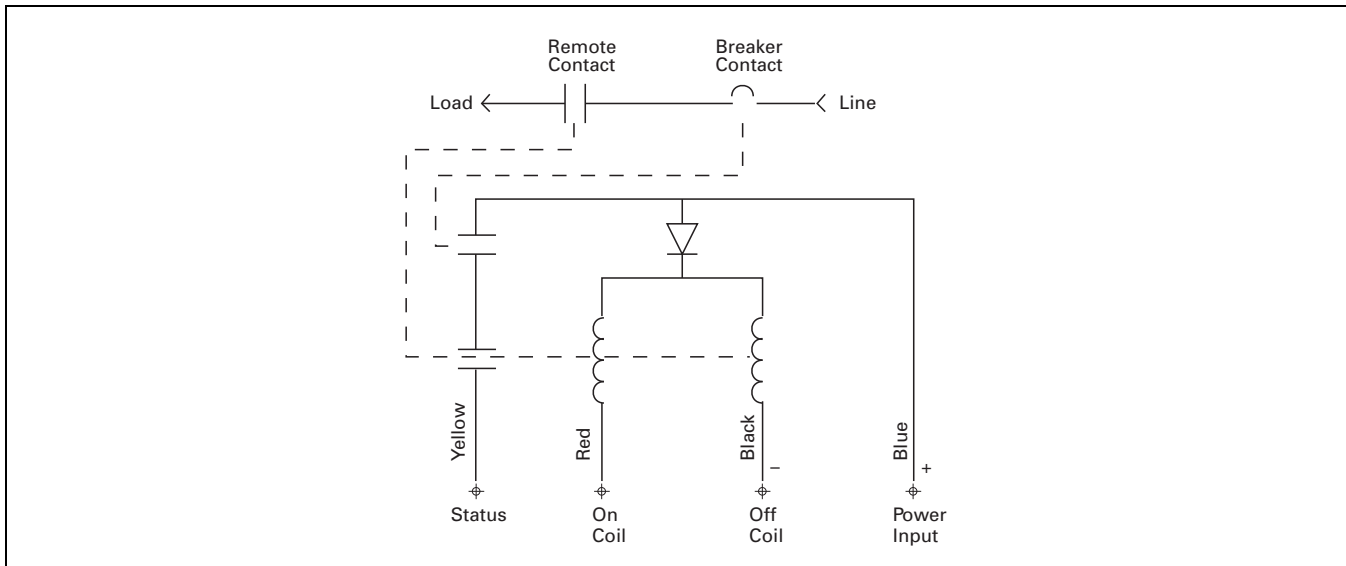 Remote
Contact
Breaker
Contact
Load
Line
Yellow
Red
Black
Blue
–
+
Status
On
Coil
Off
Coil
Power
Input